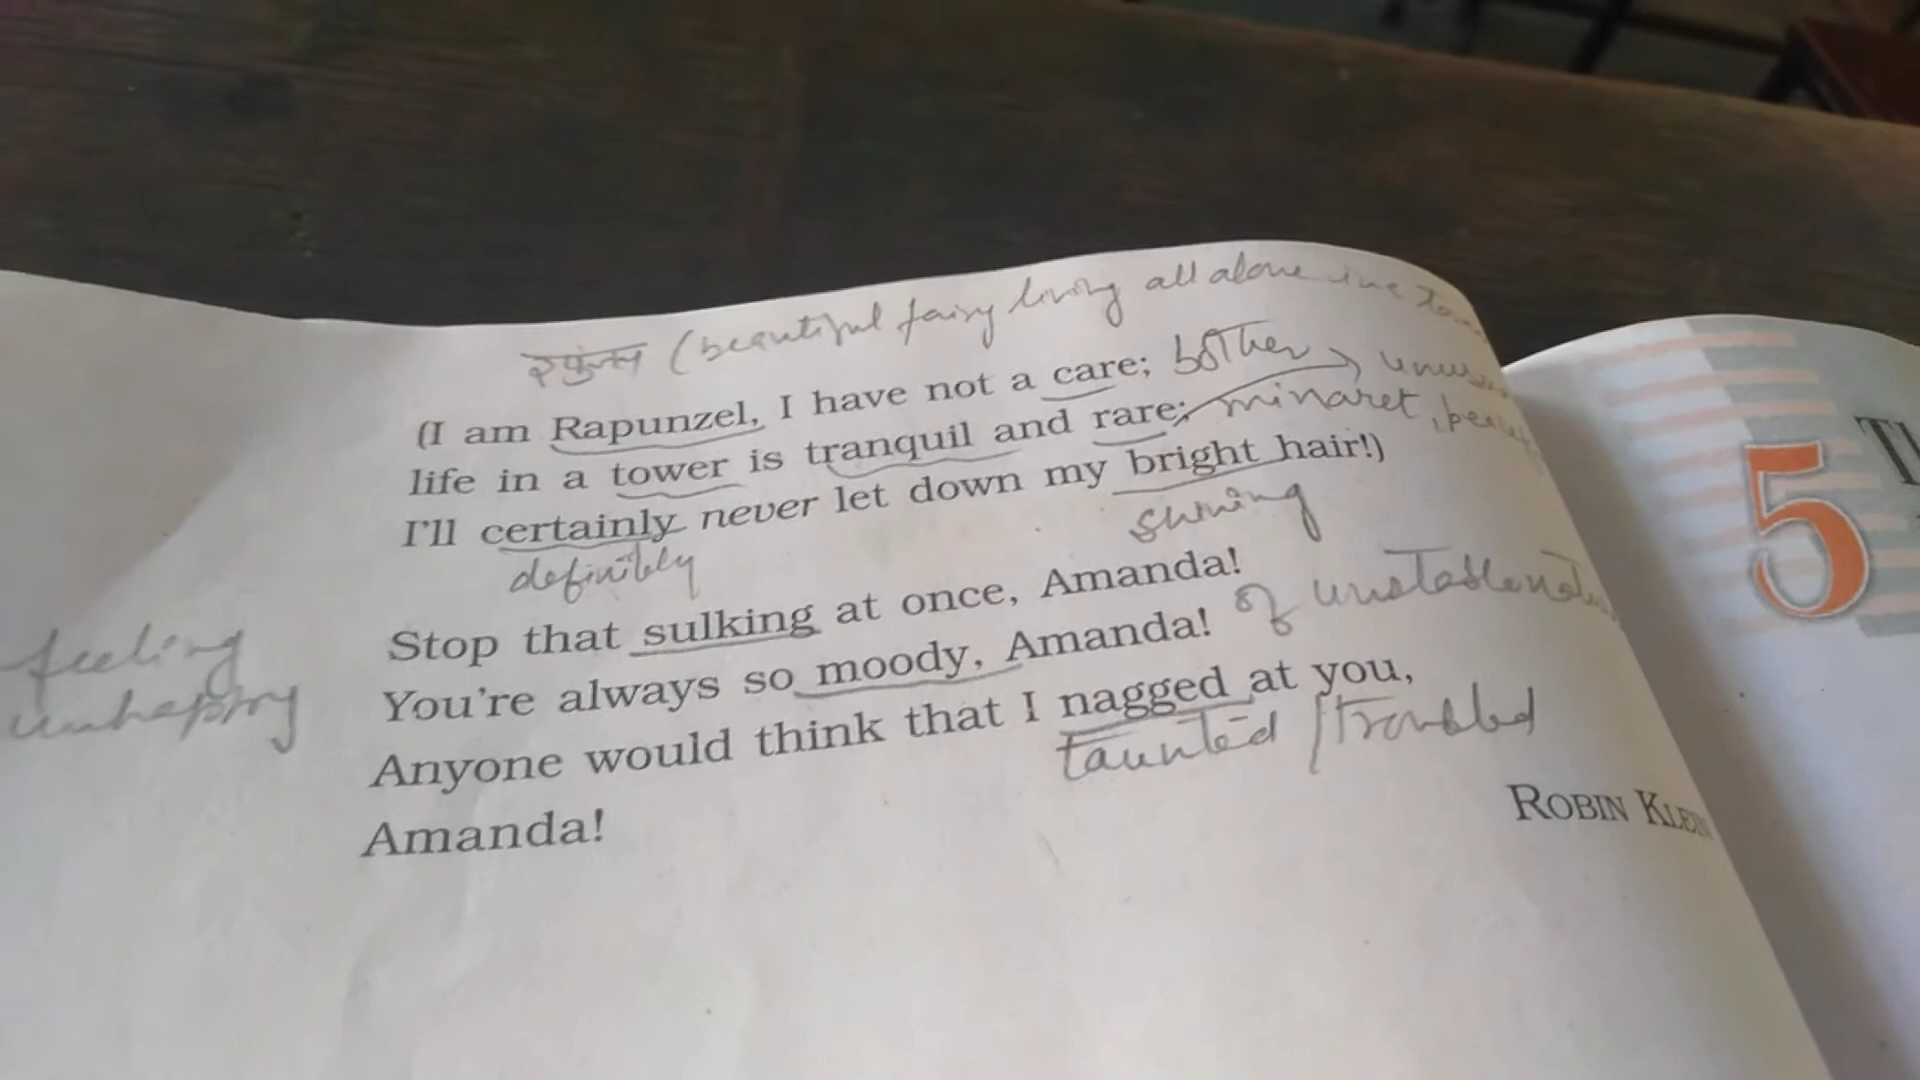 (beautiful fairy living all alone in a
(I am Rapunzel, I have not a care; bother
life in a tower is tranquil and rare; minaret,
I'll certainly never let down my bright hair!)
definitely shining
Stop that sulking at once, Amanda!
feeling
unhappy
You're always so moody, Amanda! of unstable
Anyone would think that I nagged at you,
taunted / troubled
Amanda!
ROBIN KLEIN
5